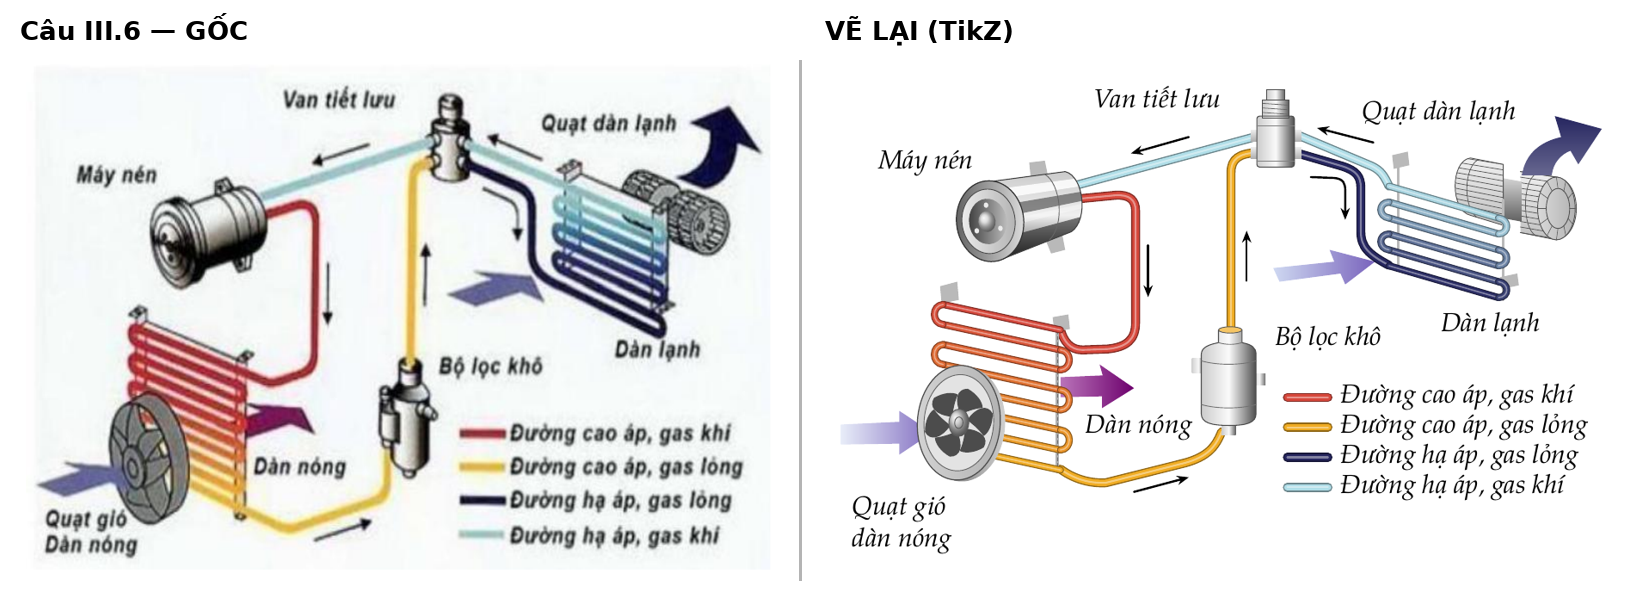 Câu III.6 — GỐC
Van tiết lưu
Quạt dàn lạnh
Máy nén
Dàn lạnh
Bộ lọc khô
Dàn nóng
Quạt gió
Dàn nóng
Đường cao áp, gas khí
Đường cao áp, gas lỏng
Đường hạ áp, gas lỏng
Đường hạ áp, gas khí
VẼ LẠI (TikZ)
Van tiết lưu
Quạt dàn lạnh
Máy nén
Dàn lạnh
Bộ lọc khô
Dàn nóng
Quạt gió
dàn nóng
Đường cao áp, gas khí
Đường cao áp, gas lỏng
Đường hạ áp, gas lỏng
Đường hạ áp, gas khí